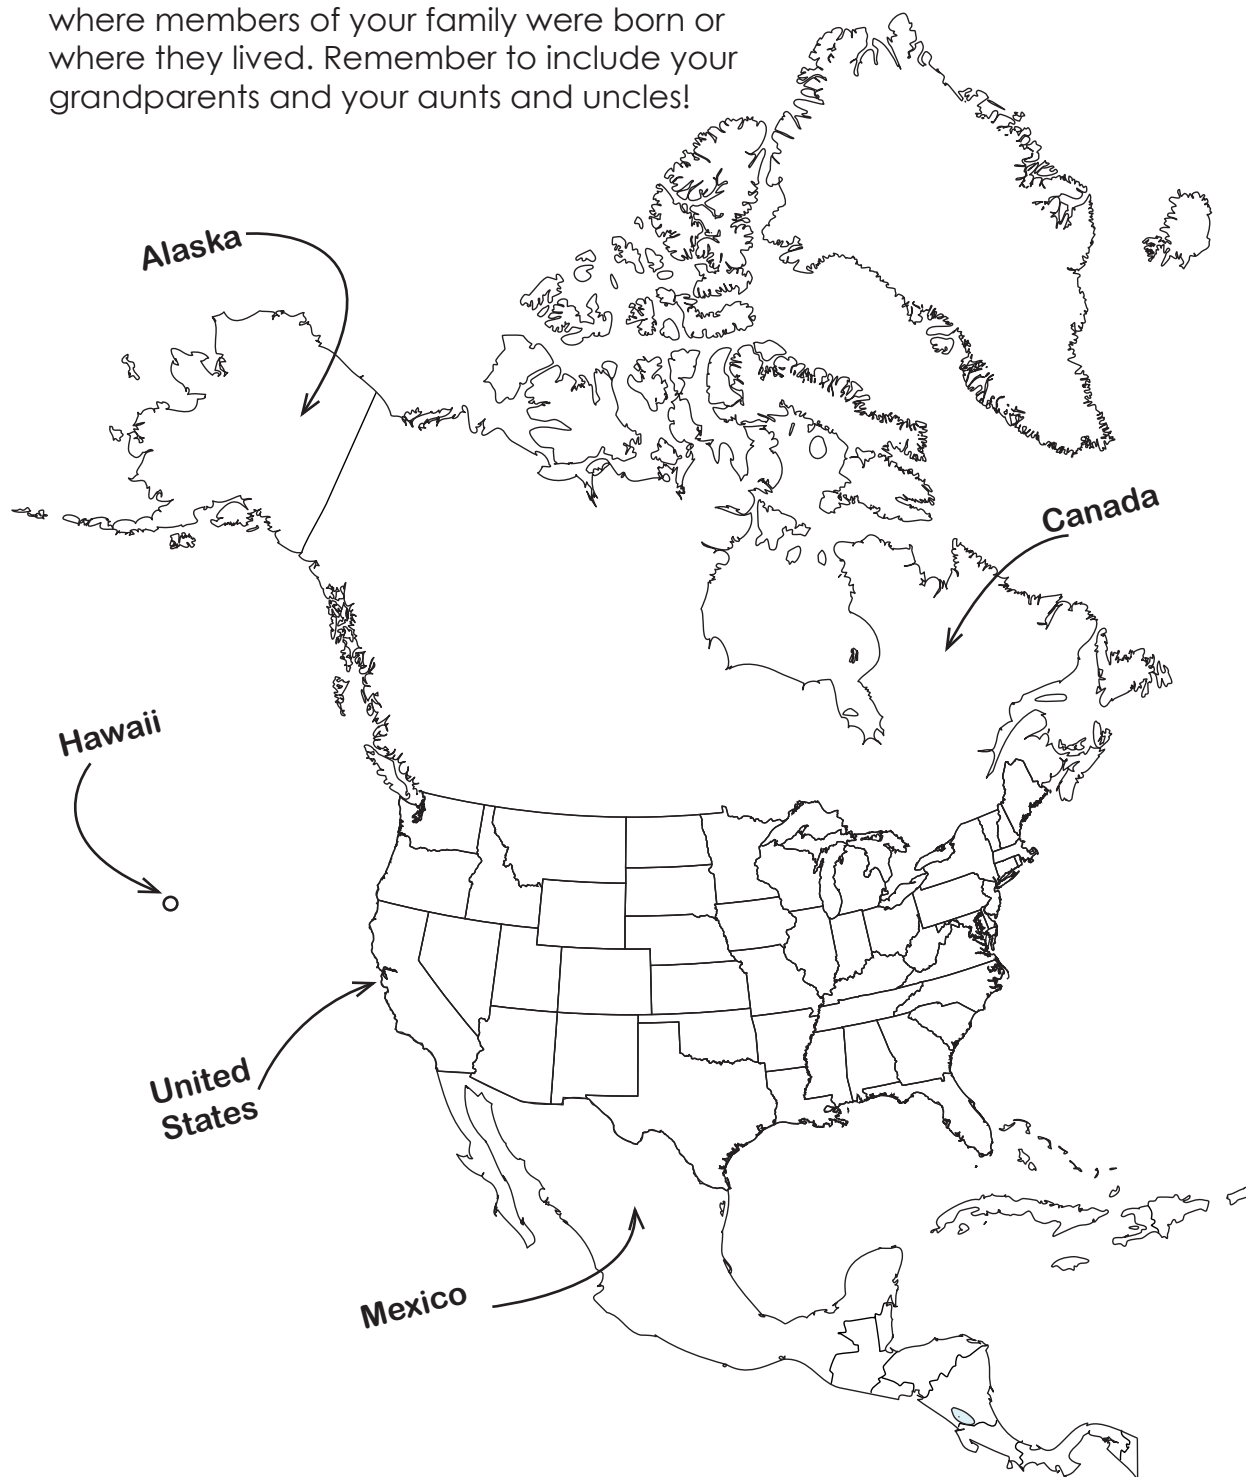 where members of your family were born or
where they lived. Remember to include your
grandparents and your aunts and uncles!
Alaska
Canada
Hawaii
United
States
Mexico